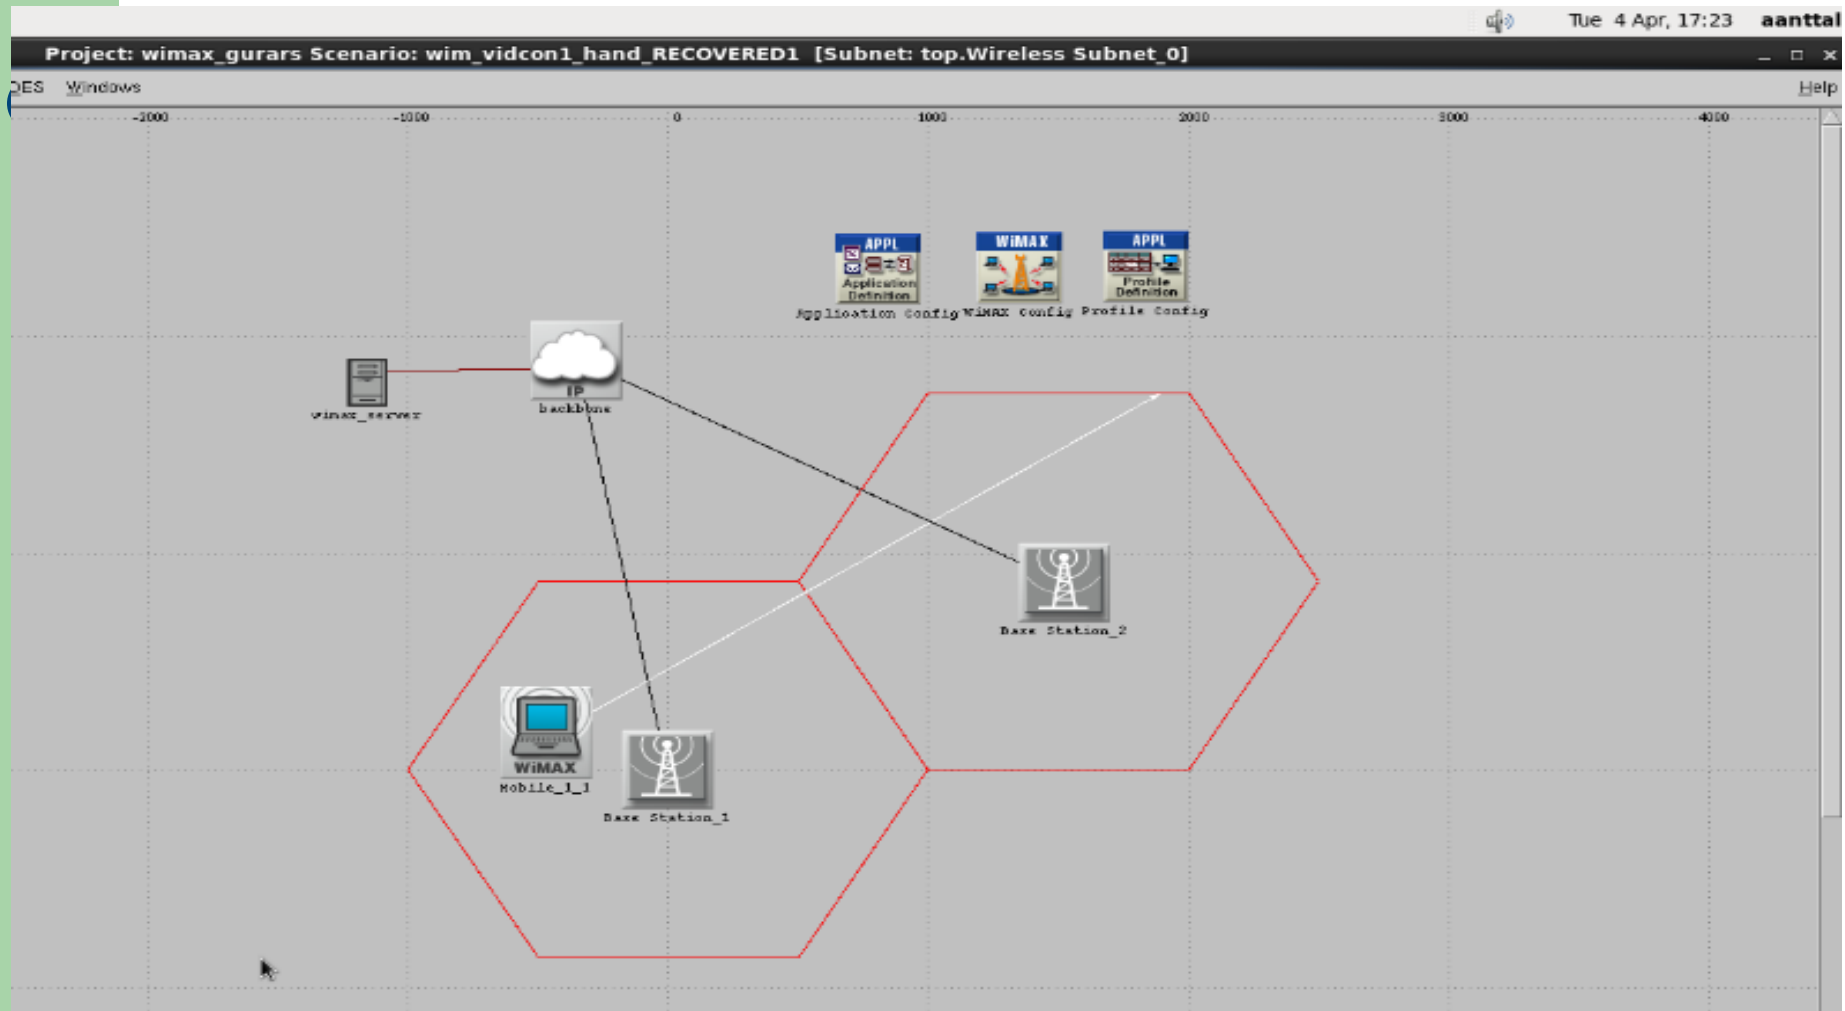 Tue 4 Apr, 17:23 aanttal
Project: wimax_gurars Scenario: wim_vidcon1_hand_RECOVERED1 [Subnet: top.Wireless Subnet_0]
DES Windows Help
-2000 -1000 0 1000 2000 3000 4000
APPL
Application
Definition
WiMAX
APPL
Profile
Definition
Application Config WiMAX Config Profile Config
IP
backbone
wimax_server
Base Station_2
WiMAX
Mobile_1_1
Base Station_1